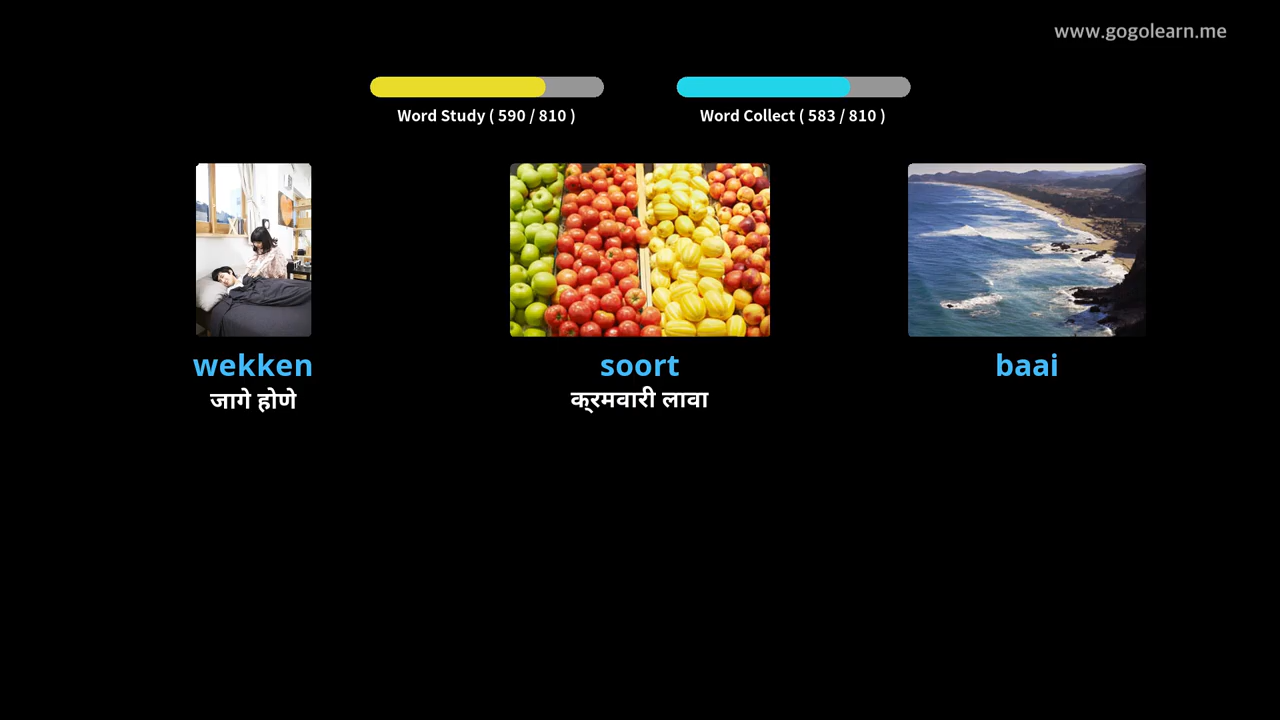 www.gogolearn.me
Word Study ( 590 / 810 )
Word Collect ( 583 / 810 )
wekken
जागे होणे
soort
क्रमवारी लावा
baai